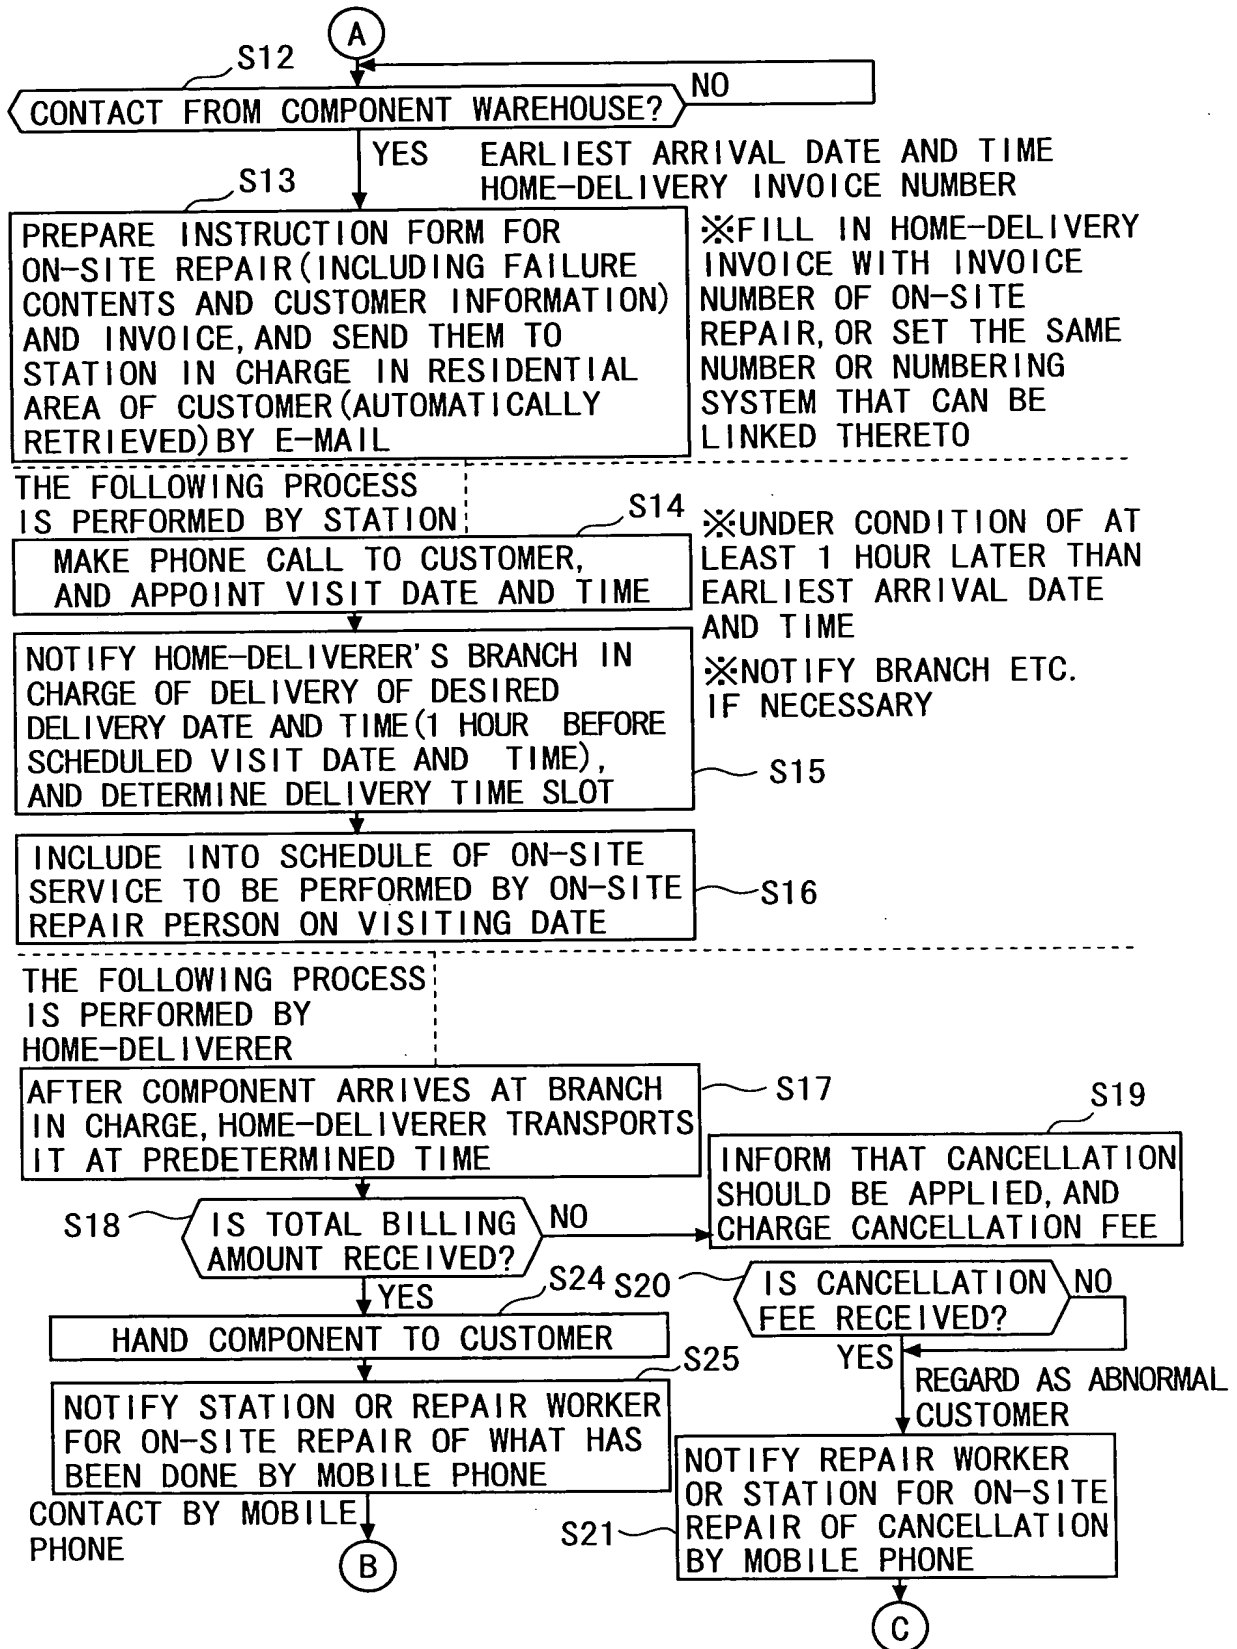 A
S12
NO
CONTACT FROM COMPONENT WAREHOUSE?
YES
EARLIEST ARRIVAL DATE AND TIME
HOME-DELIVERY INVOICE NUMBER
S13
PREPARE INSTRUCTION FORM FOR
ON-SITE REPAIR(INCLUDING FAILURE
CONTENTS AND CUSTOMER INFORMATION)
AND INVOICE, AND SEND THEM TO
STATION IN CHARGE IN RESIDENTIAL
AREA OF CUSTOMER(AUTOMATICALLY
RETRIEVED)BY E-MAIL
※FILL IN HOME-DELIVERY
INVOICE WITH INVOICE
NUMBER OF ON-SITE
REPAIR, OR SET THE SAME
NUMBER OR NUMBERING
SYSTEM THAT CAN BE
LINKED THERETO
THE FOLLOWING PROCESS
IS PERFORMED BY STATION
S14
MAKE PHONE CALL TO CUSTOMER,
AND APPOINT VISIT DATE AND TIME
※UNDER CONDITION OF AT
LEAST 1 HOUR LATER THAN
EARLIEST ARRIVAL DATE
AND TIME
NOTIFY HOME-DELIVERER'S BRANCH IN
CHARGE OF DELIVERY OF DESIRED
DELIVERY DATE AND TIME(1 HOUR BEFORE
SCHEDULED VISIT DATE AND TIME),
AND DETERMINE DELIVERY TIME SLOT
※NOTIFY BRANCH ETC.
IF NECESSARY
S15
INCLUDE INTO SCHEDULE OF ON-SITE
SERVICE TO BE PERFORMED BY ON-SITE
REPAIR PERSON ON VISITING DATE
S16
THE FOLLOWING PROCESS
IS PERFORMED BY
HOME-DELIVERER
AFTER COMPONENT ARRIVES AT BRANCH
IN CHARGE, HOME-DELIVERER TRANSPORTS
IT AT PREDETERMINED TIME
S17
S19
INFORM THAT CANCELLATION
SHOULD BE APPLIED, AND
CHARGE CANCELLATION FEE
S18
IS TOTAL BILLING
AMOUNT RECEIVED?
NO
YES
S24
HAND COMPONENT TO CUSTOMER
S20
IS CANCELLATION
FEE RECEIVED?
NO
YES
REGARD AS ABNORMAL
CUSTOMER
S25
NOTIFY STATION OR REPAIR WORKER
FOR ON-SITE REPAIR OF WHAT HAS
BEEN DONE BY MOBILE PHONE
CONTACT BY MOBILE
PHONE
B
NOTIFY REPAIR WORKER
OR STATION FOR ON-SITE
REPAIR OF CANCELLATION
BY MOBILE PHONE
S21
C